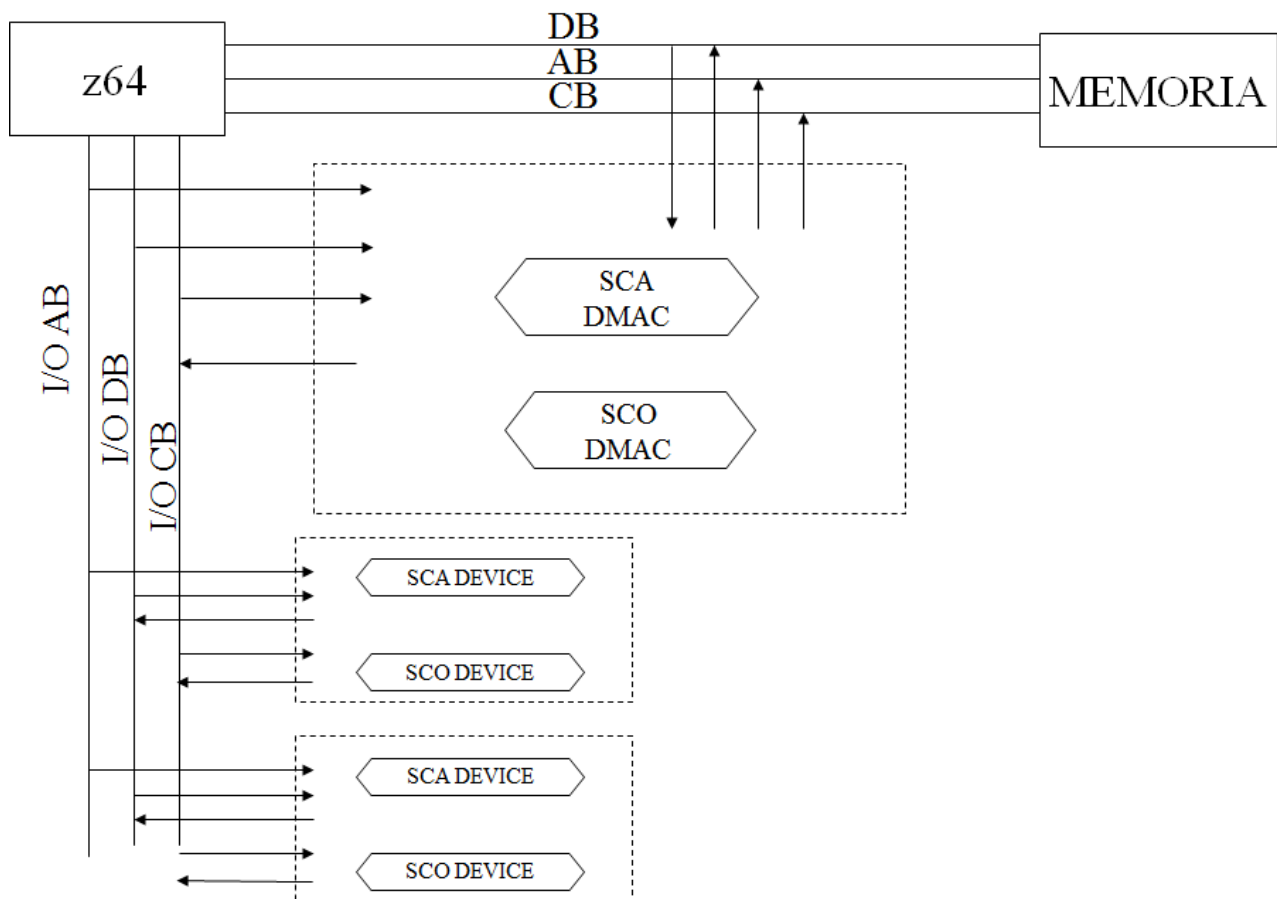 DB
z64
AB
CB
MEMORIA
I/O AB
I/O DB
I/O CB
SCA
DMAC
SCO
DMAC
SCA DEVICE
SCO DEVICE
SCA DEVICE
SCO DEVICE